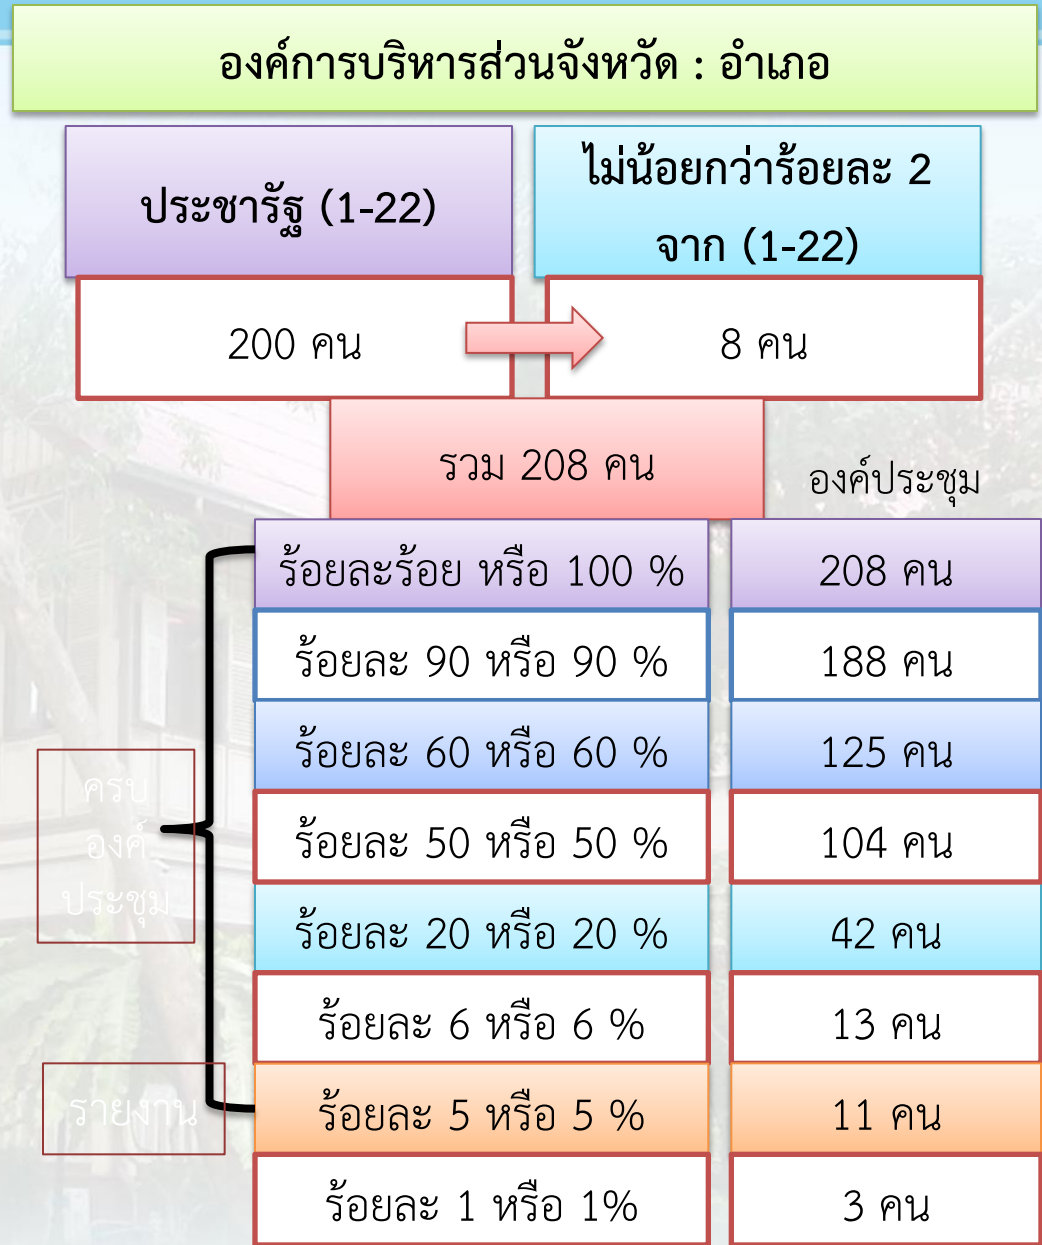 องค์การบริหารส่วนจังหวัด : อำเภอ
ประชารัฐ (1-22)
ไม่น้อยกว่าร้อยละ 2
จาก (1-22)
200 คน
8 คน
รวม 208 คน
องค์ประชุม
ร้อยละร้อย หรือ 100 %
208 คน
ร้อยละ 90 หรือ 90 %
188 คน
ร้อยละ 60 หรือ 60 %
125 คน
ครบ
องค์
ประชุม
ร้อยละ 50 หรือ 50 %
104 คน
ร้อยละ 20 หรือ 20 %
42 คน
ร้อยละ 6 หรือ 6 %
13 คน
รายงาน
ร้อยละ 5 หรือ 5 %
11 คน
ร้อยละ 1 หรือ 1%
3 คน